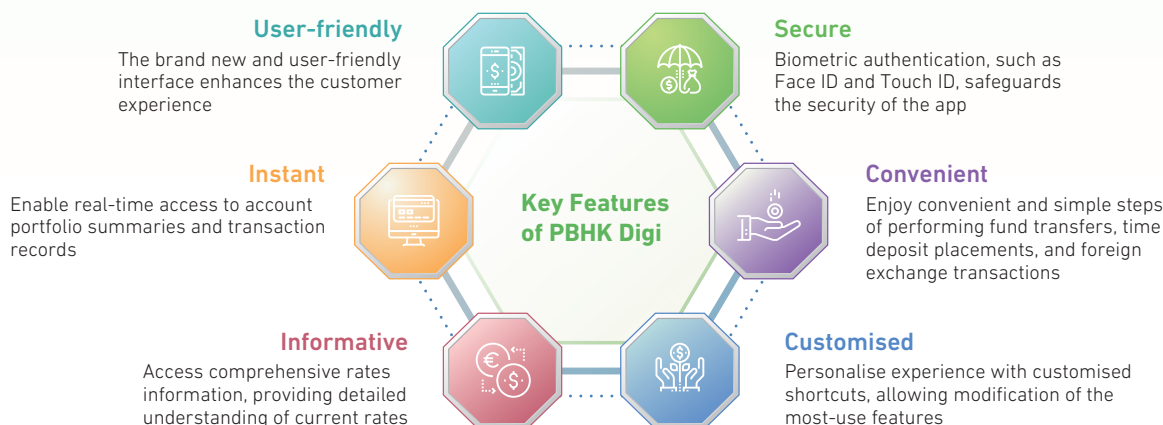 User-friendly
The brand new and user-friendly
interface enhances the customer
experience
Secure
Biometric authentication, such as
Face ID and Touch ID, safeguards
the security of the app
Instant
Enable real-time access to account
portfolio summaries and transaction
records
Key Features
of PBHK Digi
Convenient
Enjoy convenient and simple steps
of performing fund transfers, time
deposit placements, and foreign
exchange transactions
Informative
Access comprehensive rates
information, providing detailed
understanding of current rates
Customised
Personalise experience with customised
shortcuts, allowing modification of the
most-use features